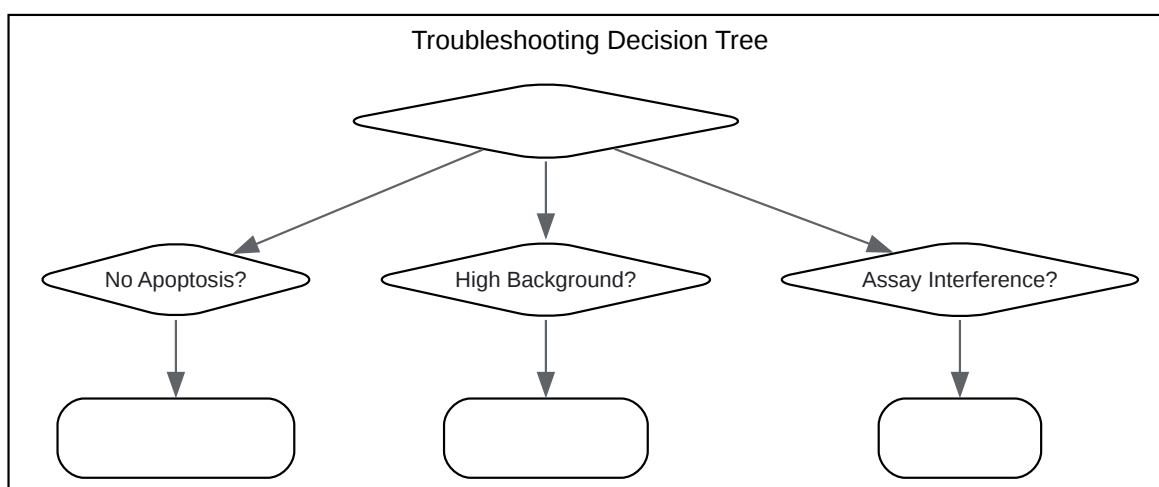 Troubleshooting Decision Tree
No Apoptosis?
High Background?
Assay Interference?